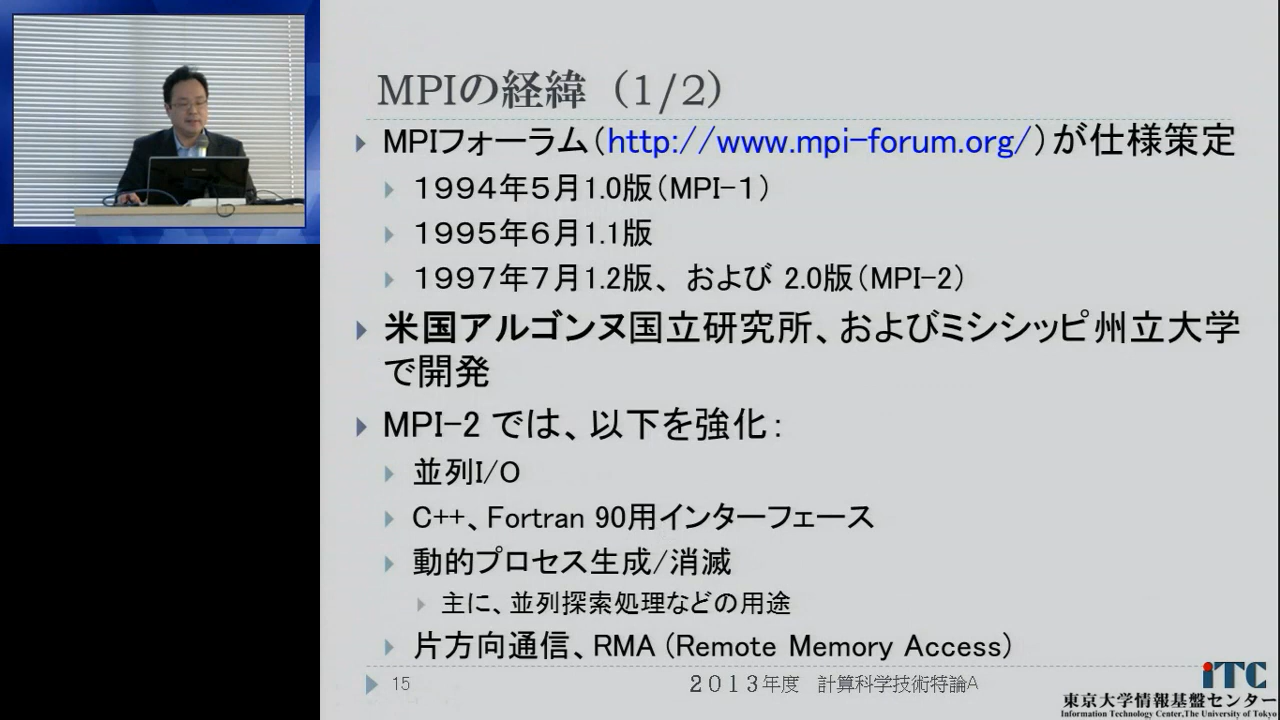 MPIの経緯（1/2）
MPIフォーラム（http://www.mpi-forum.org/）が仕様策定
１９９４年５月1.0版（MPI-１）
１９９５年６月1.1版
１９９７年７月1.2版、および 2.0版（MPI-2）
米国アルゴンヌ国立研究所、およびミシシッピ州立大学
で開発
MPI-2 では、以下を強化：
並列I/O
C++、Fortran 90用インターフェース
動的プロセス生成/消滅
主に、並列探索処理などの用途
片方向通信、RMA (Remote Memory Access)
15
２０１３年度　計算科学技術特論A
iTC
東京大学情報基盤センター
Information Technology Center,The University of Tokyo